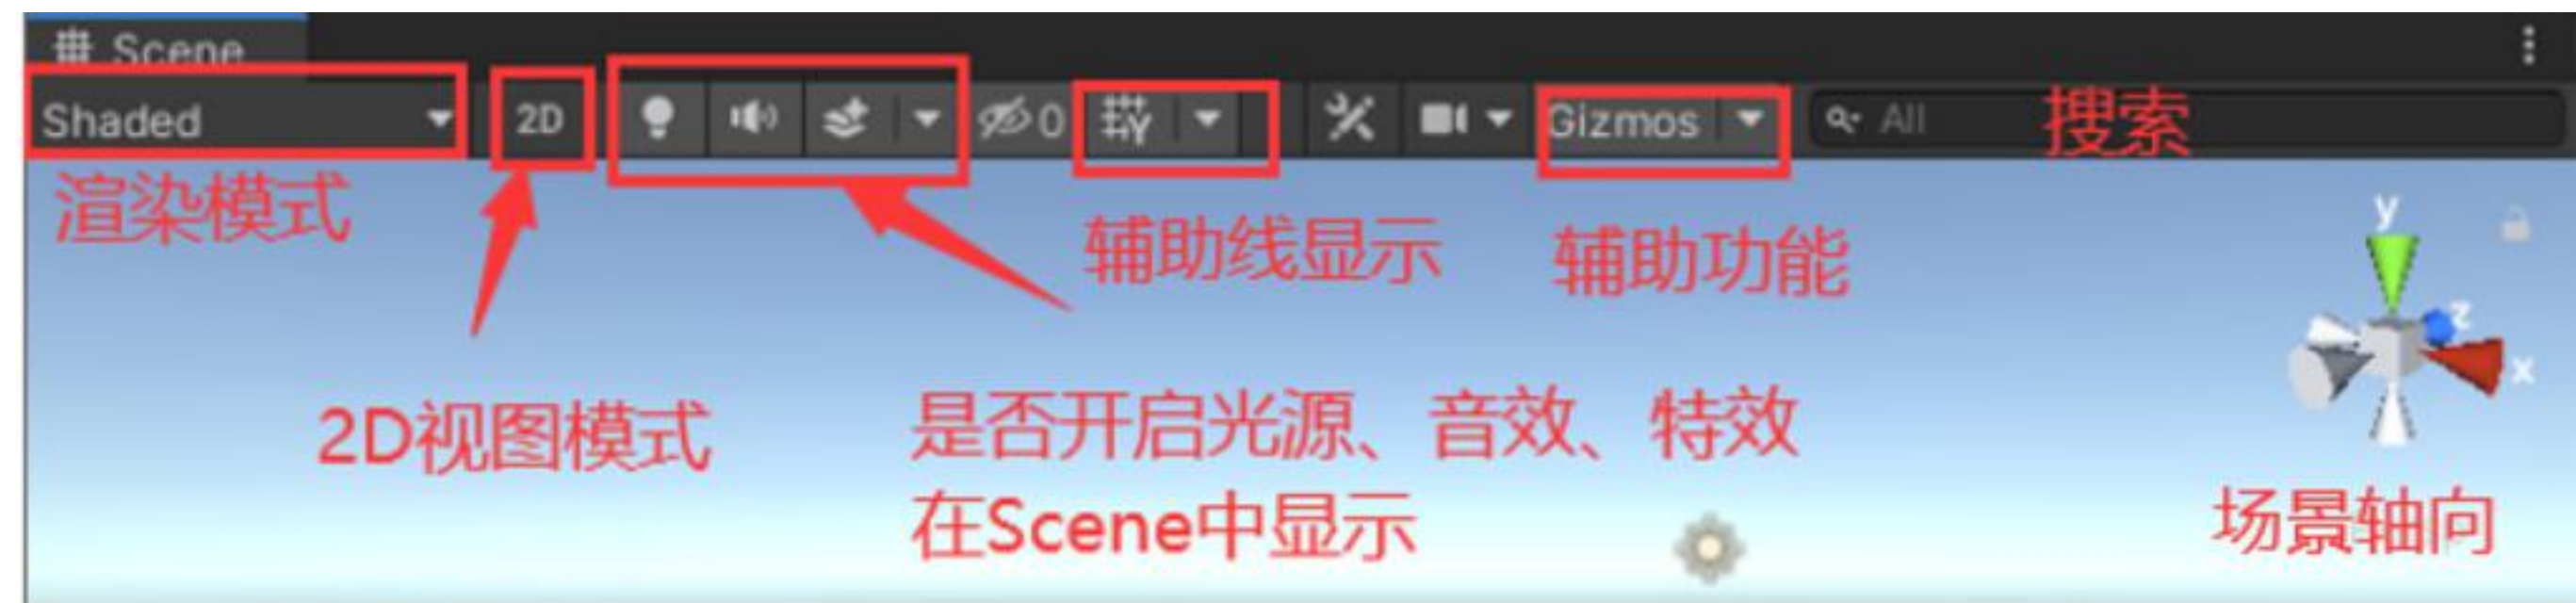 Scene
Shaded
2D
0
Y
Gizmos
All
搜索
渲染模式
辅助线显示
辅助功能
y
z
x
2D视图模式
是否开启光源、音效、特效
在Scene中显示
场景轴向